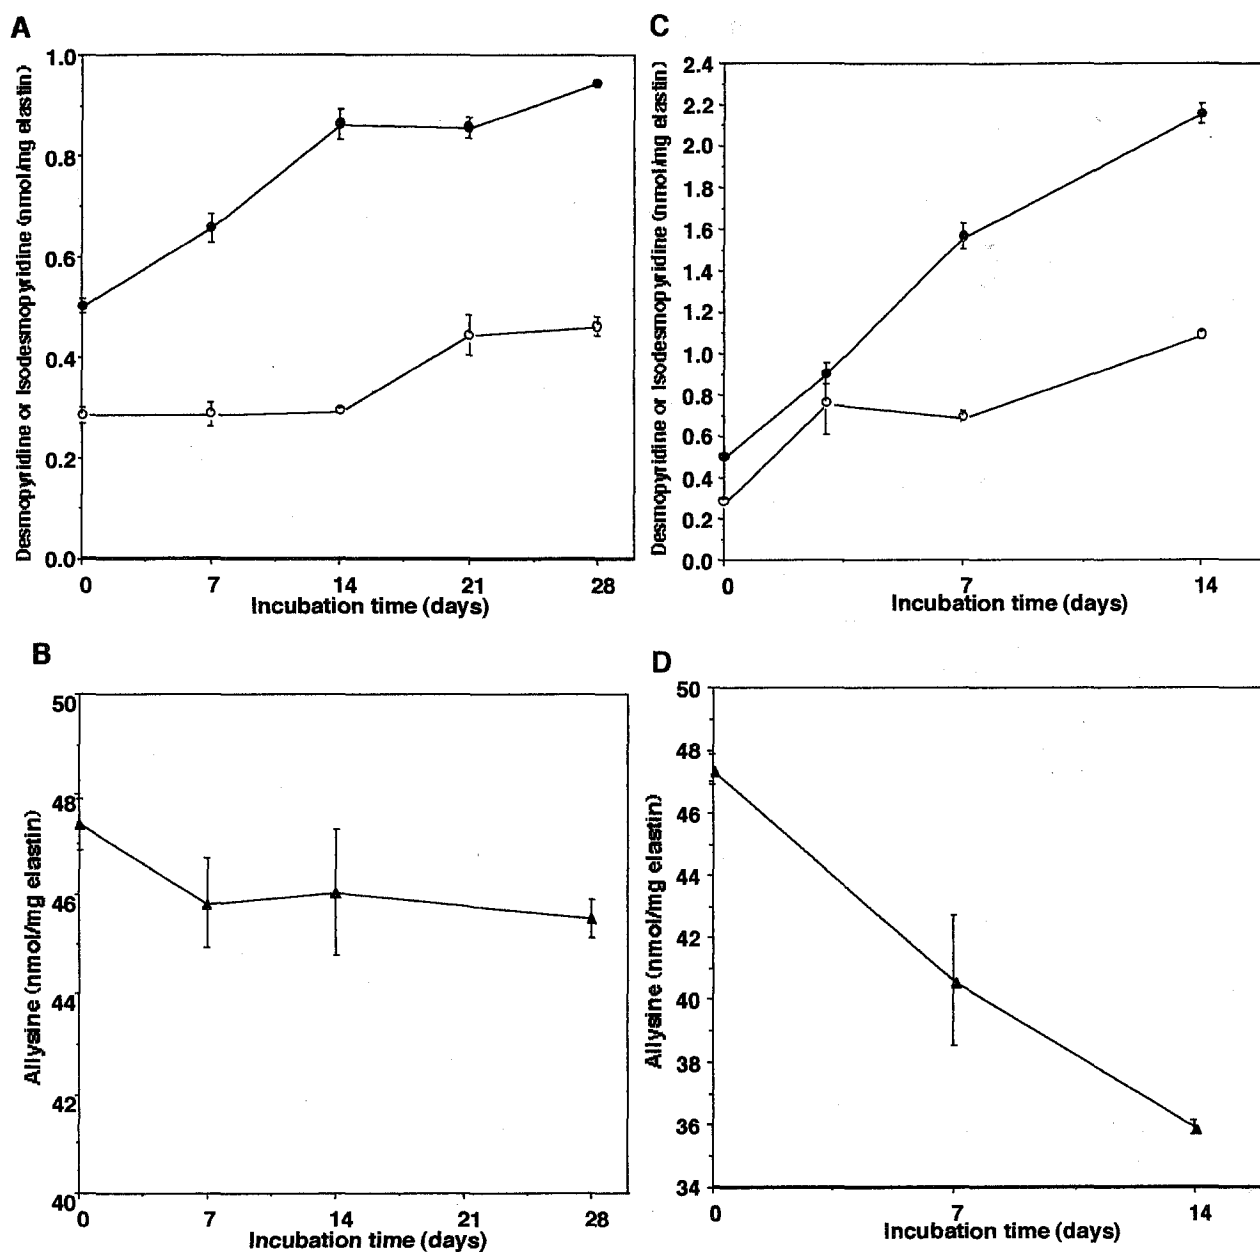 A
Desmopyridine or Isodesmopyridine (nmol/mg elastin)
1.0
0.8
0.6
0.4
0.2
0.0
0 7 14 21 28
Incubation time (days)
C
Desmopyridine or Isodesmopyridine (nmol/mg elastin)
2.4
2.2
2.0
1.8
1.6
1.4
1.2
1.0
0.8
0.6
0.4
0.2
0.0
0 7 14
Incubation time (days)
B
Allysine (nmol/mg elastin)
50
48
46
44
42
40
0 7 14 21 28
Incubation time (days)
D
Allysine (nmol/mg elastin)
50
48
46
44
42
40
38
36
34
0 7 14
Incubation time (days)